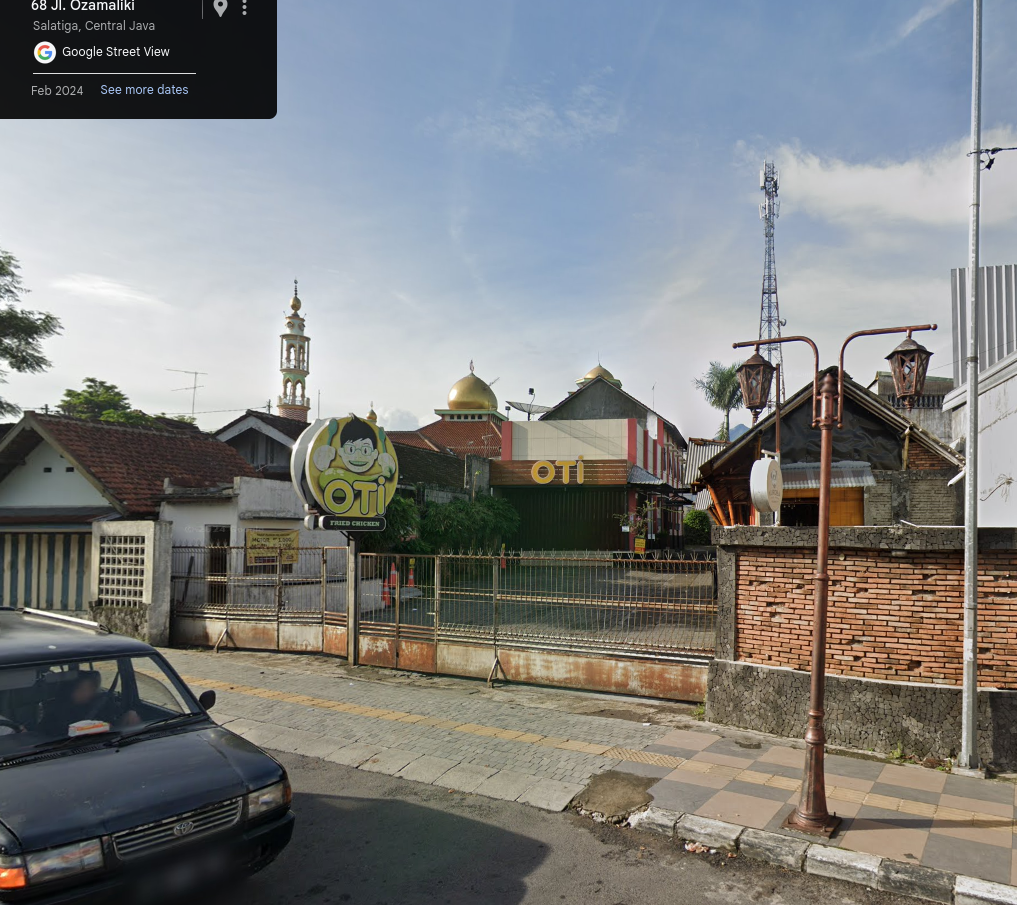 68 Jl. Ozamaliki
Salatiga, Central Java
Google Street View
Feb 2024
See more dates
OTi
FRIED CHICKEN
OTi